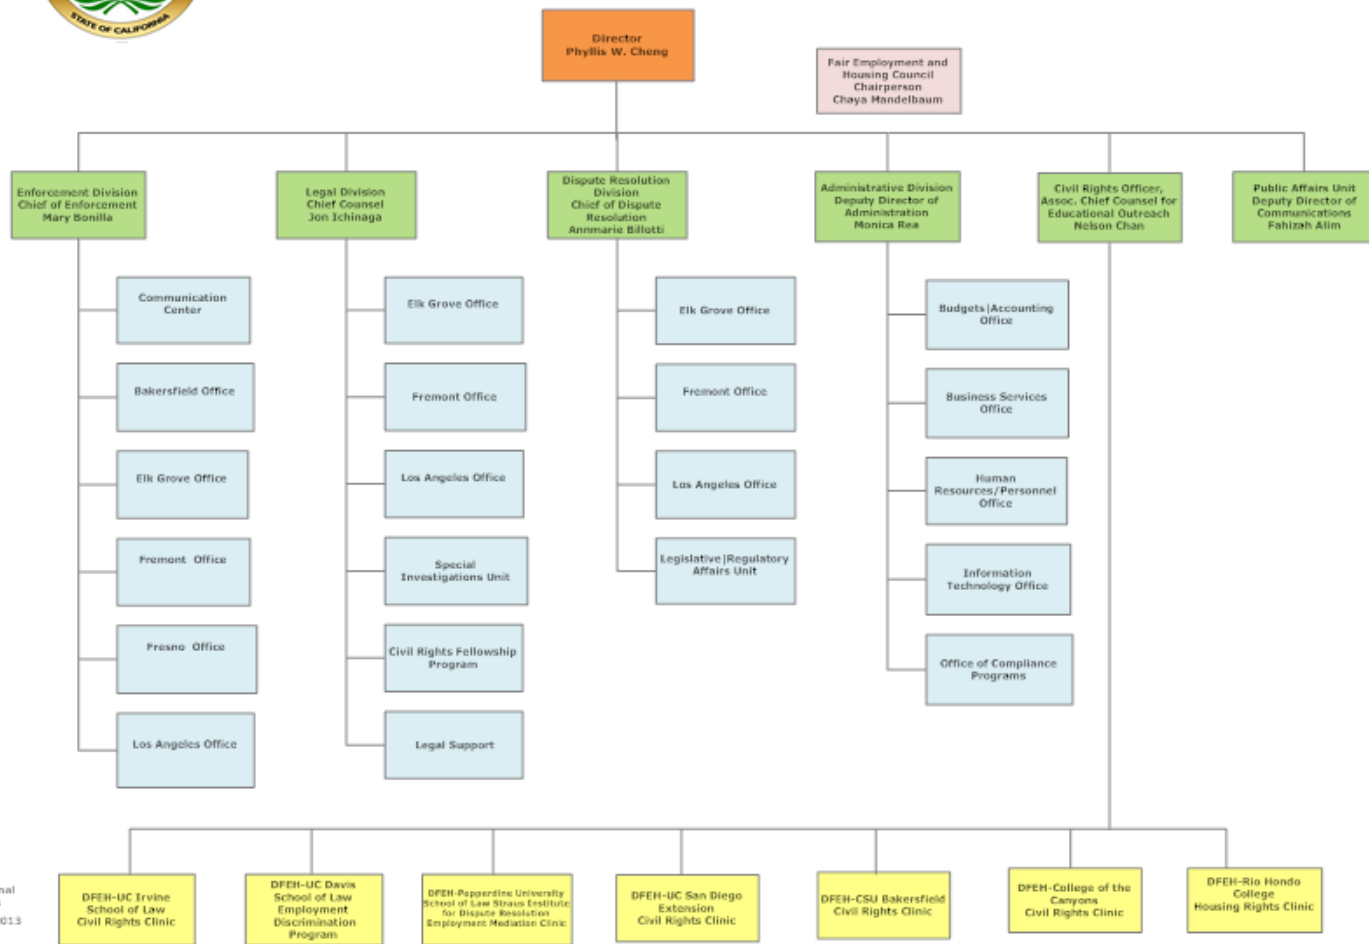 STATE OF CALIFORNIA
Director
Phyllis W. Cheng
Fair Employment and
Housing Council
Chairperson
Chaya Mandelbaum
Enforcement Division
Chief of Enforcement
Mary Bonilla
Legal Division
Chief Counsel
Jon Ichinaga
Dispute Resolution
Division
Chief of Dispute
Resolution
Annmarie Billotti
Administrative Division
Deputy Director of
Administration
Monica Rea
Civil Rights Officer,
Assoc. Chief Counsel for
Educational Outreach
Nelson Chan
Public Affairs Unit
Deputy Director of
Communications
Fahizah Alim
Communication
Center
Bakersfield Office
Elk Grove Office
Fremont Office
Fresno Office
Los Angeles Office
Elk Grove Office
Fremont Office
Los Angeles Office
Special
Investigations Unit
Civil Rights Fellowship
Program
Legal Support
Elk Grove Office
Fremont Office
Los Angeles Office
Legislative|Regulatory
Affairs Unit
Budgets|Accounting
Office
Business Services
Office
Human
Resources/Personnel
Office
Information
Technology Office
Office of Compliance
Programs
DFEH-UC Irvine
School of Law
Civil Rights Clinic
DFEH-UC Davis
School of Law
Employment
Discrimination
Program
DFEH-Pepperdine University
School of Law Straus Institute
for Dispute Resolution
Employment Mediation Clinic
DFEH-UC San Diego
Extension
Civil Rights Clinic
DFEH-CSU Bakersfield
Civil Rights Clinic
DFEH-College of the
Canyons
Civil Rights Clinic
DFEH-Rio Hondo
College
Housing Rights Clinic